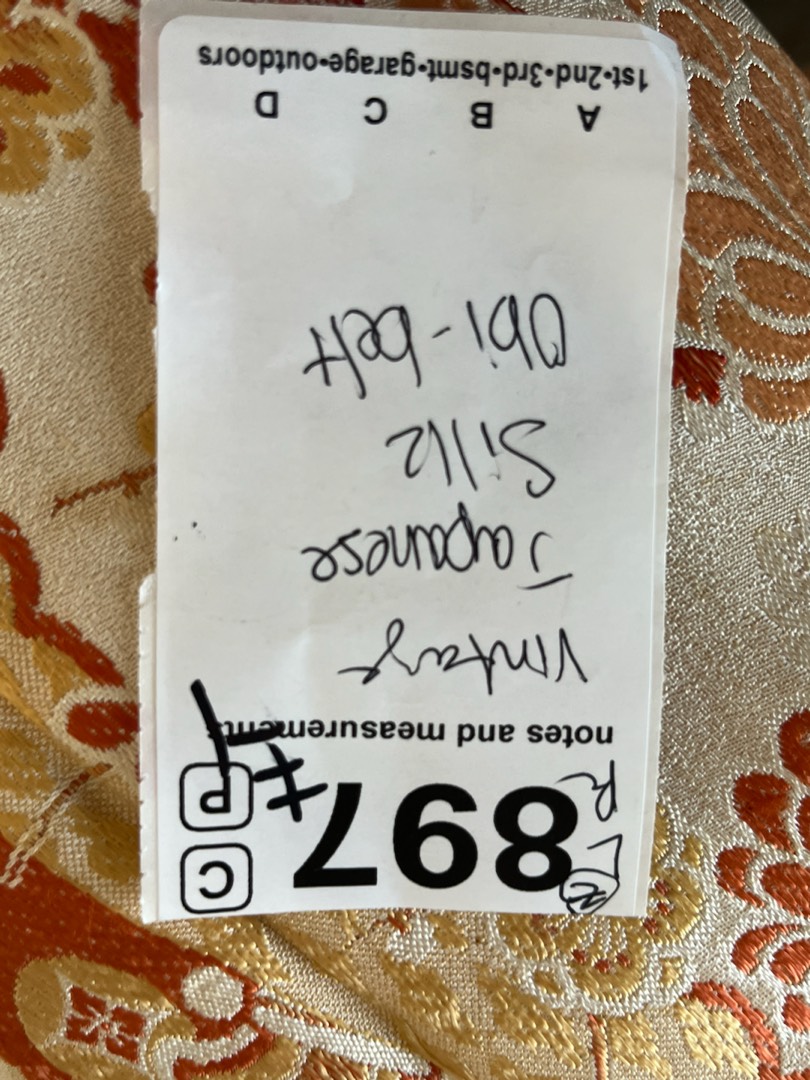 897
C
P
notes and measurements
Vintage
Japanese
Silk
Obi-belt
A B C D
1st•2nd•3rd•bsmt•garage•outdoors